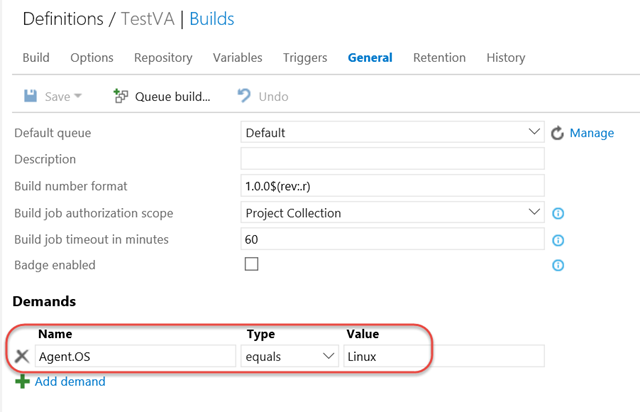 Definitions / TestVA | Builds
Build Options Repository Variables Triggers General Retention History
Save Queue build... Undo
Default queue Default Manage
Description
Build number format 1.0.0$(rev:.r)
Build job authorization scope Project Collection
Build job timeout in minutes 60
Badge enabled
Demands
Name Type Value
Agent.OS equals Linux
Add demand